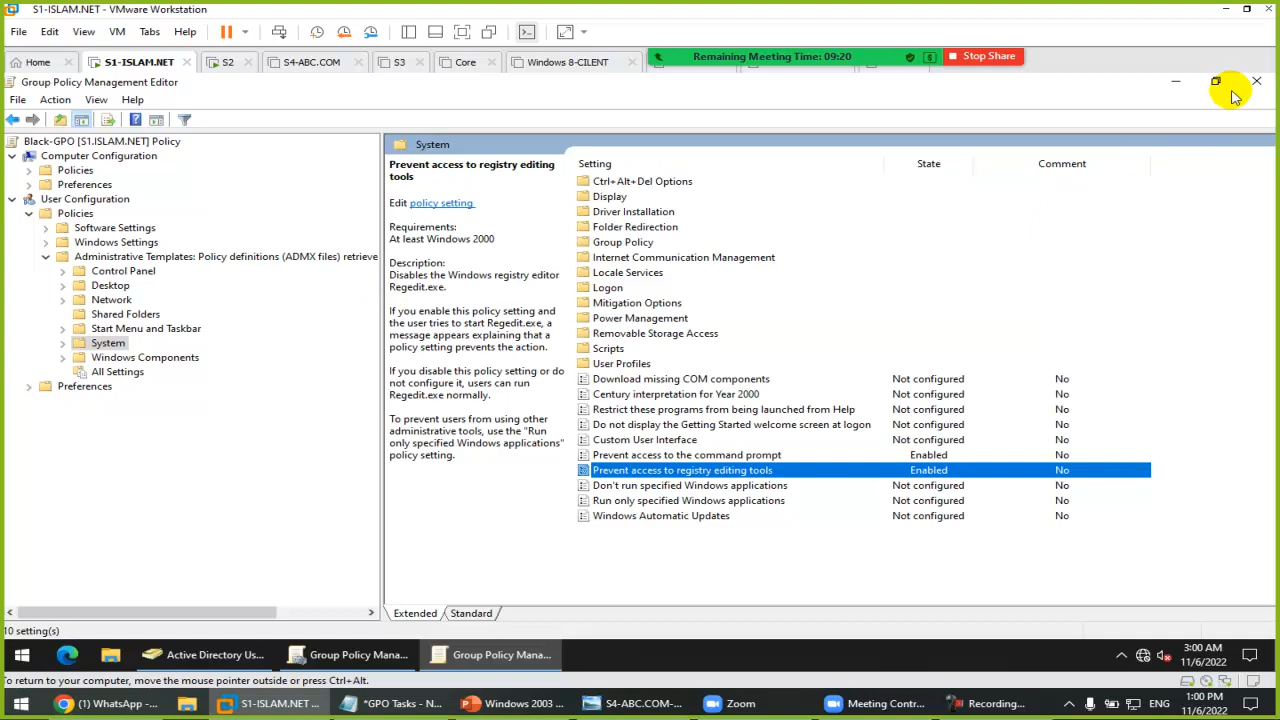 S1-ISLAM.NET - VMware Workstation
File Edit View VM Tabs Help
Home S1-ISLAM.NET S2 4-ABC.COM S3 Core Windows 8-CILENT
Remaining Meeting Time: 09:20 Stop Share
Group Policy Management Editor
File Action View Help
Black-GPO [S1.ISLAM.NET] Policy
Computer Configuration
Policies
Preferences
User Configuration
Policies
Software Settings
Windows Settings
Administrative Templates: Policy definitions (ADMX files) retrieve
Control Panel
Desktop
Network
Shared Folders
Start Menu and Taskbar
System
Windows Components
All Settings
Preferences
System
Prevent access to registry editing
tools
Edit policy setting.
Requirements:
At least Windows 2000
Description:
Disables the Windows registry editor
Regedit.exe.
If you enable this policy setting and
the user tries to start Regedit.exe, a
message appears explaining that a
policy setting prevents the action.
If you disable this policy setting or do
not configure it, users can run
Regedit.exe normally.
To prevent users from using other
administrative tools, use the "Run
only specified Windows applications"
policy setting.
Setting State Comment
Ctrl+Alt+Del Options
Display
Driver Installation
Folder Redirection
Group Policy
Internet Communication Management
Locale Services
Logon
Mitigation Options
Power Management
Removable Storage Access
Scripts
User Profiles
Download missing COM components Not configured No
Century interpretation for Year 2000 Not configured No
Restrict these programs from being launched from Help Not configured No
Do not display the Getting Started welcome screen at logon Not configured No
Custom User Interface Not configured No
Prevent access to the command prompt Enabled No
Prevent access to registry editing tools Enabled No
Don't run specified Windows applications Not configured No
Run only specified Windows applications Not configured No
Windows Automatic Updates Not configured No
Extended Standard
10 setting(s)
Active Directory Us... Group Policy Mana... Group Policy Mana...
3:00 AM
11/6/2022
To return to your computer, move the mouse pointer outside or press Ctrl+Alt.
(1) WhatsApp -... S1-ISLAM.NET ... *GPO Tasks - N... Windows 2003 ... S4-ABC.COM-... Zoom Meeting Contr... Recording... ENG
1:00 PM
11/6/2022